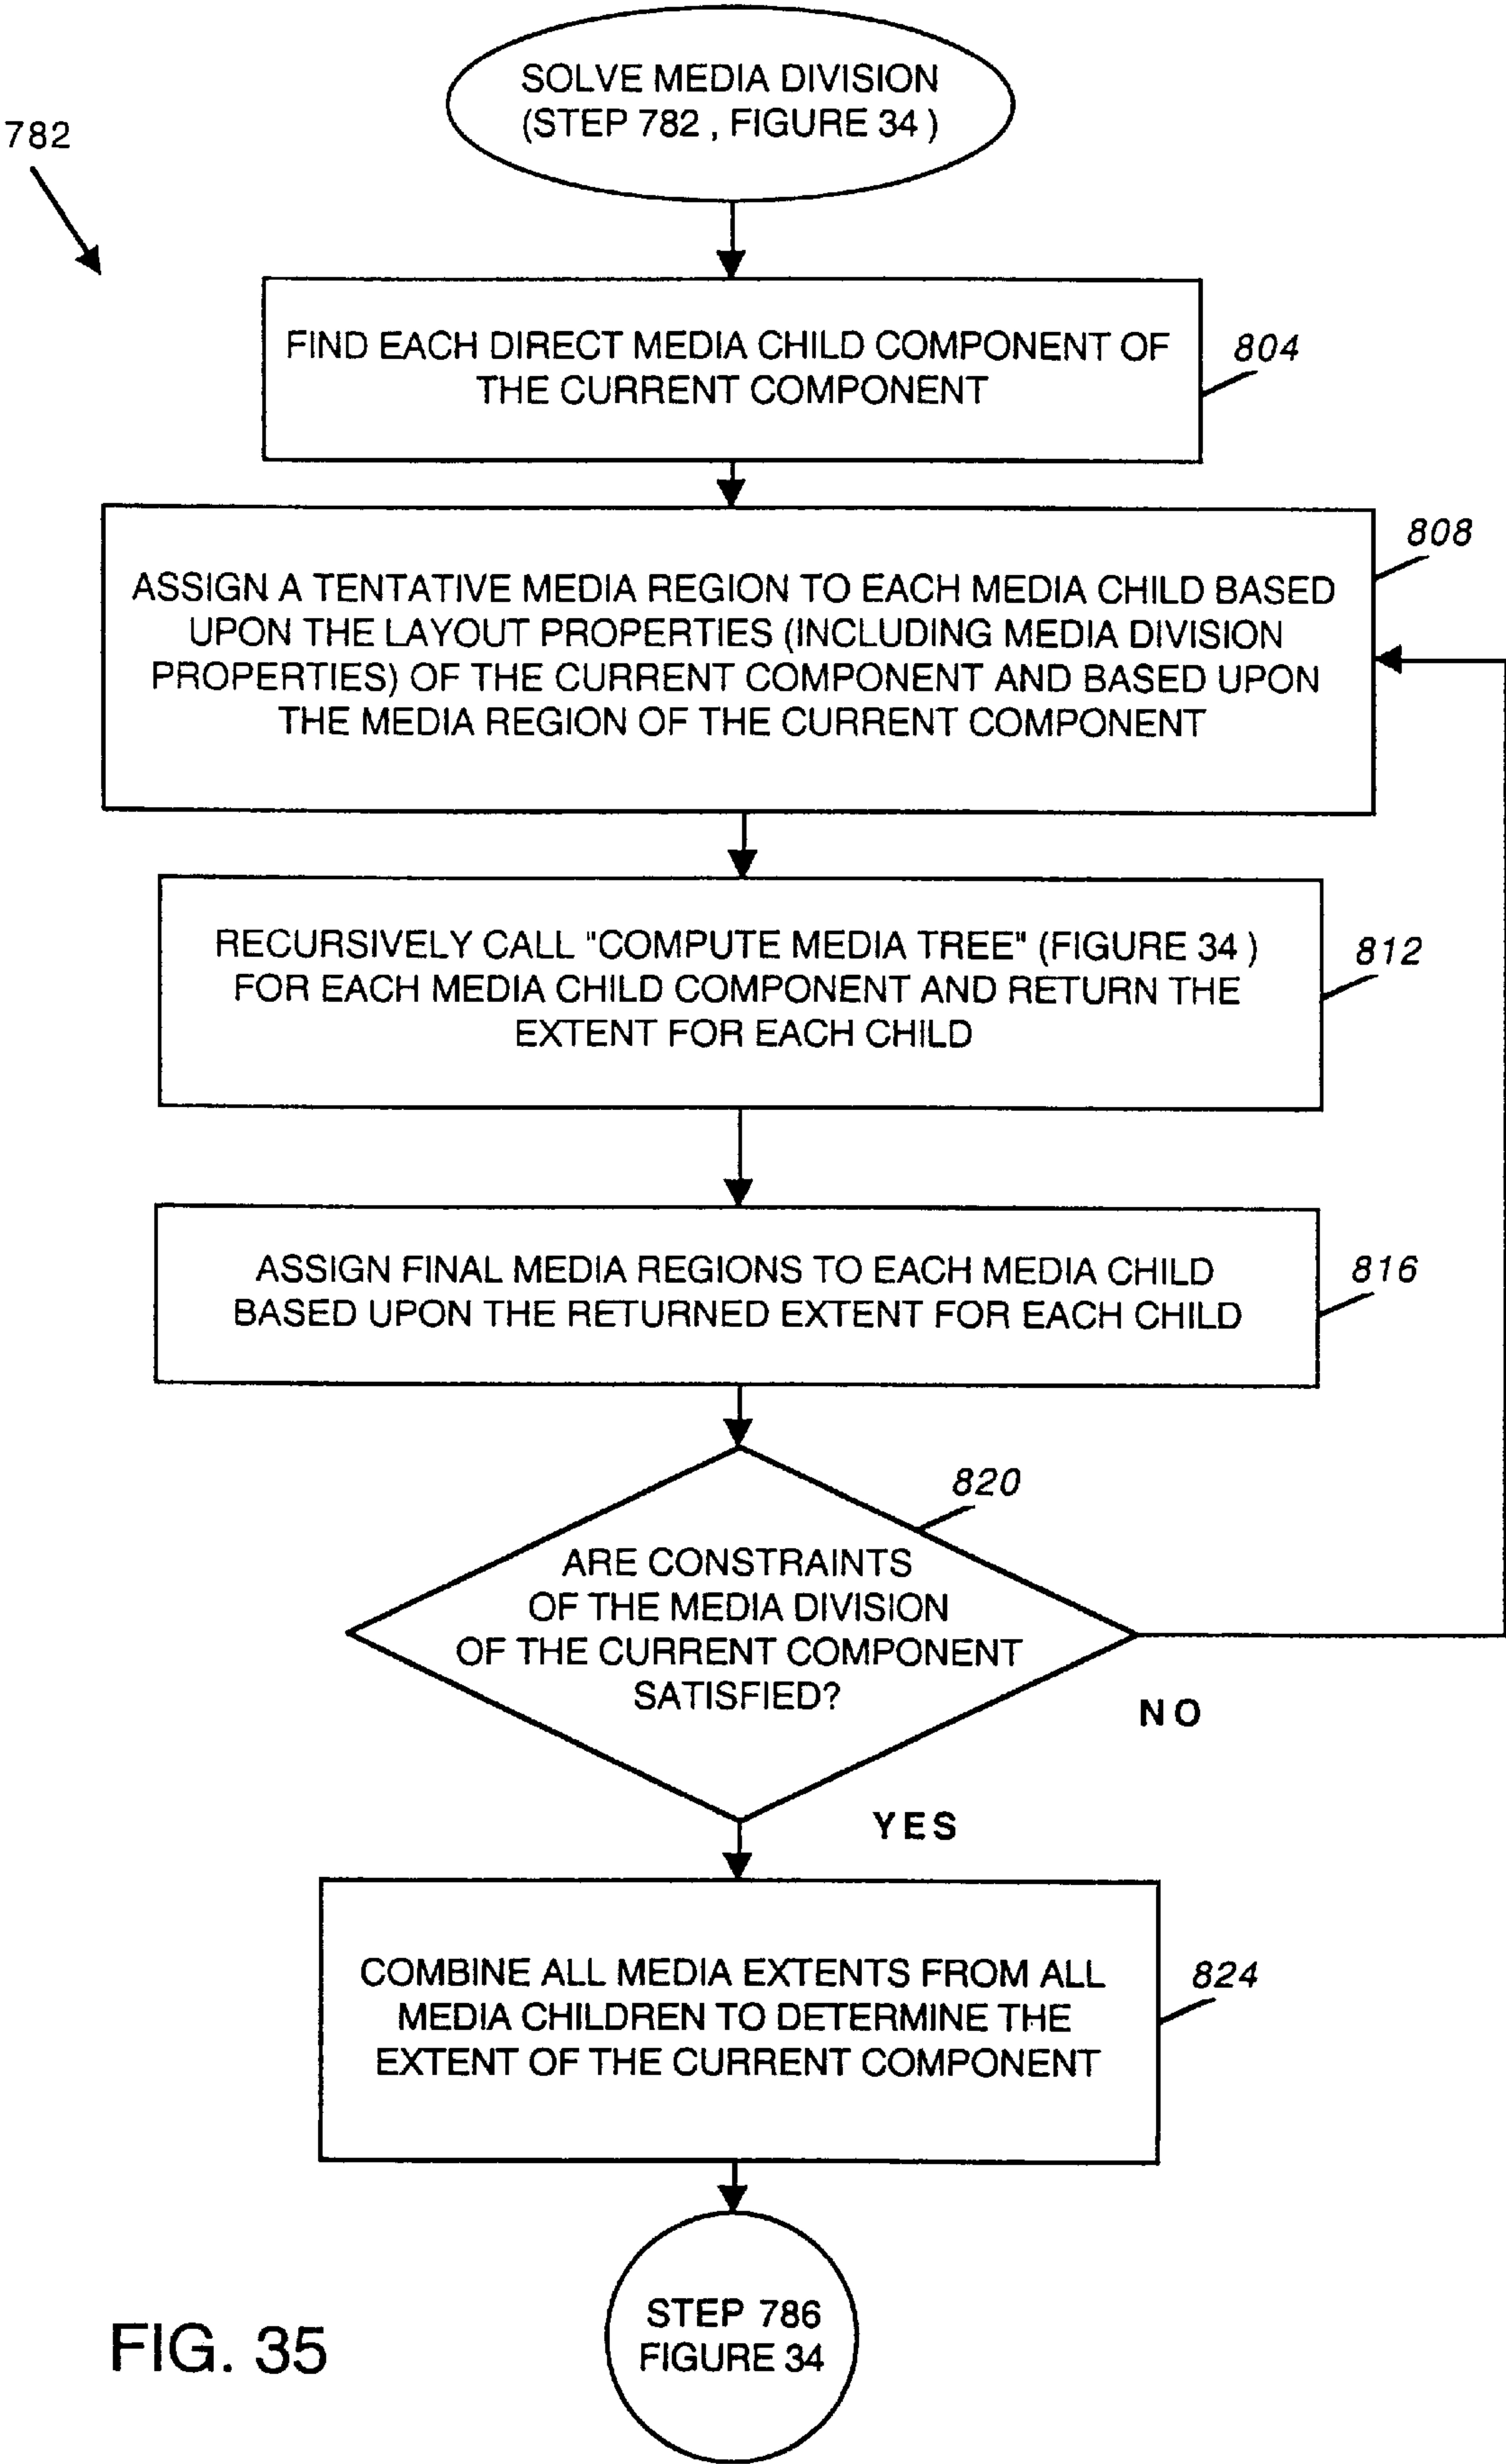 SOLVE MEDIA DIVISION
(STEP 782 , FIGURE 34 )
782
FIND EACH DIRECT MEDIA CHILD COMPONENT OF
THE CURRENT COMPONENT
804
808
ASSIGN A TENTATIVE MEDIA REGION TO EACH MEDIA CHILD BASED
UPON THE LAYOUT PROPERTIES (INCLUDING MEDIA DIVISION
PROPERTIES) OF THE CURRENT COMPONENT AND BASED UPON
THE MEDIA REGION OF THE CURRENT COMPONENT
RECURSIVELY CALL "COMPUTE MEDIA TREE" (FIGURE 34 )
FOR EACH MEDIA CHILD COMPONENT AND RETURN THE
EXTENT FOR EACH CHILD
812
ASSIGN FINAL MEDIA REGIONS TO EACH MEDIA CHILD
BASED UPON THE RETURNED EXTENT FOR EACH CHILD
816
820
ARE CONSTRAINTS
OF THE MEDIA DIVISION
OF THE CURRENT COMPONENT
SATISFIED?
NO
YES
COMBINE ALL MEDIA EXTENTS FROM ALL
MEDIA CHILDREN TO DETERMINE THE
EXTENT OF THE CURRENT COMPONENT
824
STEP 786
FIGURE 34
FIG. 35